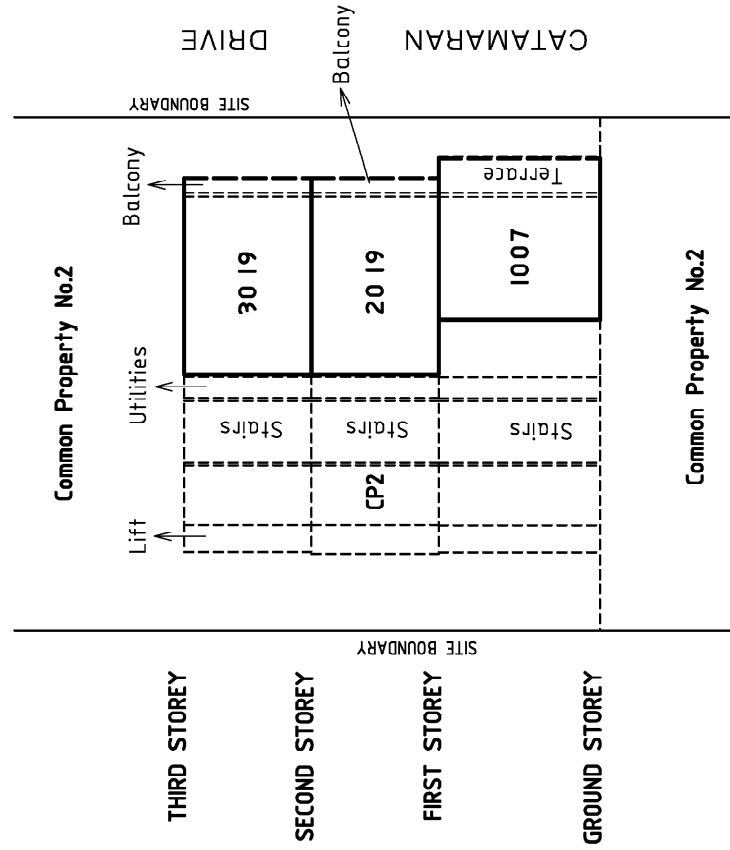 CATAMARAN DRIVE
SITE BOUNDARY
Balcony
Balcony
Terrace
3019
2019
1007
Common Property No.2
Common Property No.2
Utilities
Stairs
Stairs
Stairs
CP2
Lift
SITE BOUNDARY
THIRD STOREY
SECOND STOREY
FIRST STOREY
GROUND STOREY